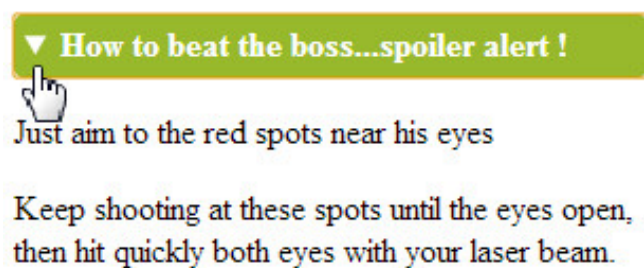 ▼ How to beat the boss...spoiler alert !
Just aim to the red spots near his eyes
Keep shooting at these spots until the eyes open,
then hit quickly both eyes with your laser beam.